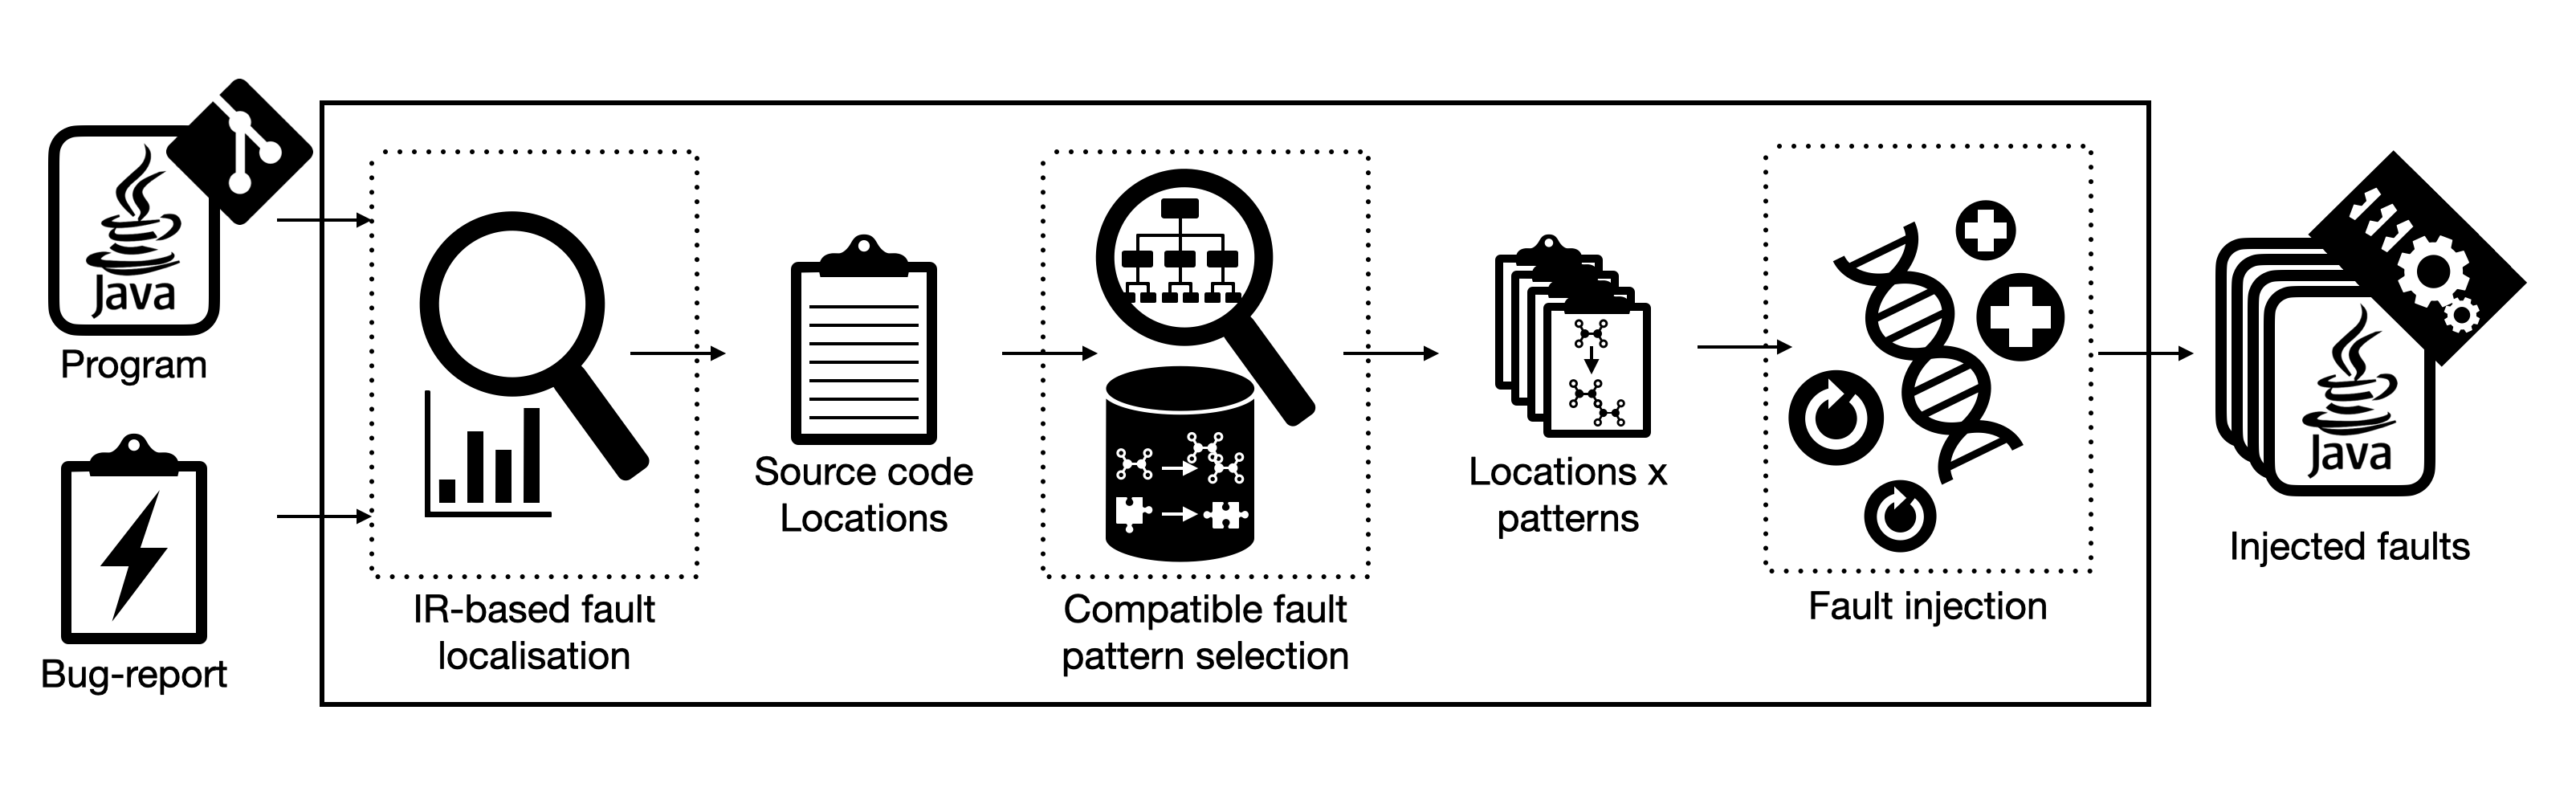 Java
Program
Bug-report
IR-based fault
localisation
Source code
Locations
Compatible fault
pattern selection
Locations x
patterns
Fault injection
Java
Injected faults